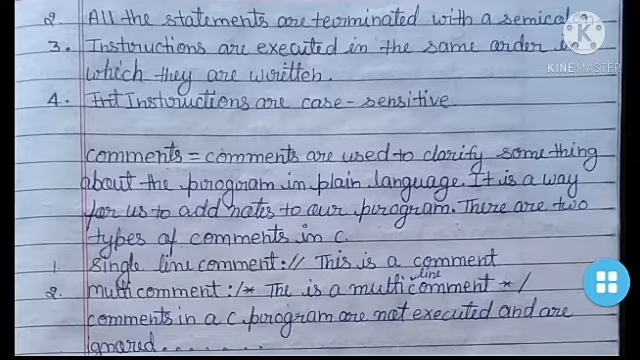 2. All the statements are terminated with a semicolon
3. Instructions are executed in the same order in
which they are written.
KINEMASTER
4. Int Instructions are case-sensitive.
comments = comments are used to clarify something
about the program in plain language. It is a way
for us to add notes to our program. There are two
types of comments in c.
1. single line comment: // This is a comment
2. multi comment: /* The is a multi line comment */
comments in a c. program are not executed and are
ignored.......